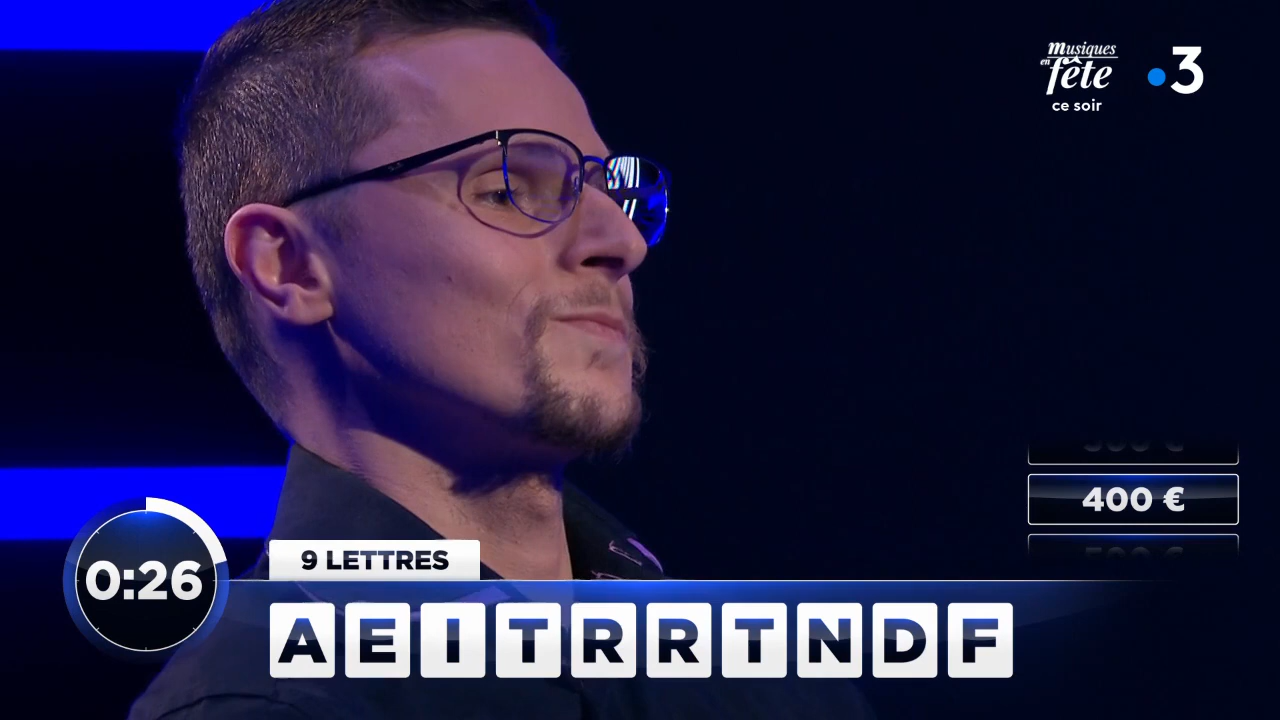 musiques
en fête
ce soir
3
400 €
0:26
9 LETTRES
A E I T R R T N D F